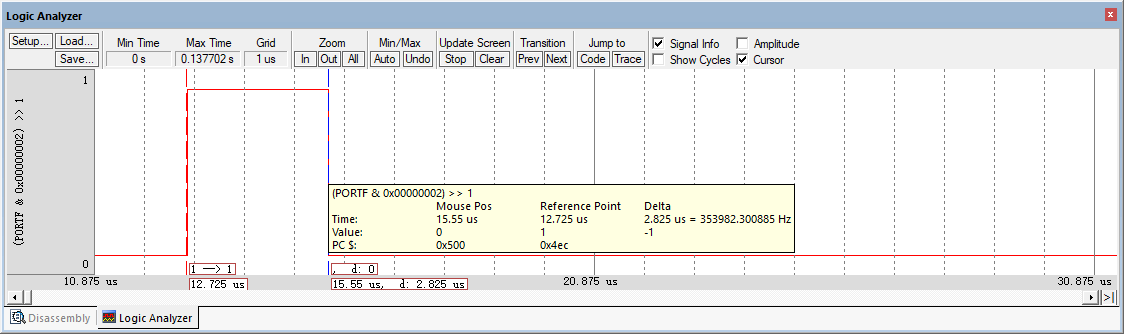 Logic Analyzer
Setup... Load... Min Time Max Time Grid Zoom Min/Max Update Screen Transition Jump to Signal Info Amplitude
Save... 0 s 0.137702 s 1 us In Out All Auto Undo Stop Clear Prev Next Code Trace Show Cycles Cursor
1
(PORTF & 0x00000002) >> 1
(PORTF & 0x00000002) >> 1
Mouse Pos Reference Point Delta
Time: 15.55 us 12.725 us 2.825 us = 353982.300885 Hz
Value: 0 1 -1
PC $: 0x500 0x4ec
0 1 —> 1 , d: 0
10.875 us 12.725 us 15.55 us, d: 2.825 us 20.875 us 30.875 us
Disassembly Logic Analyzer